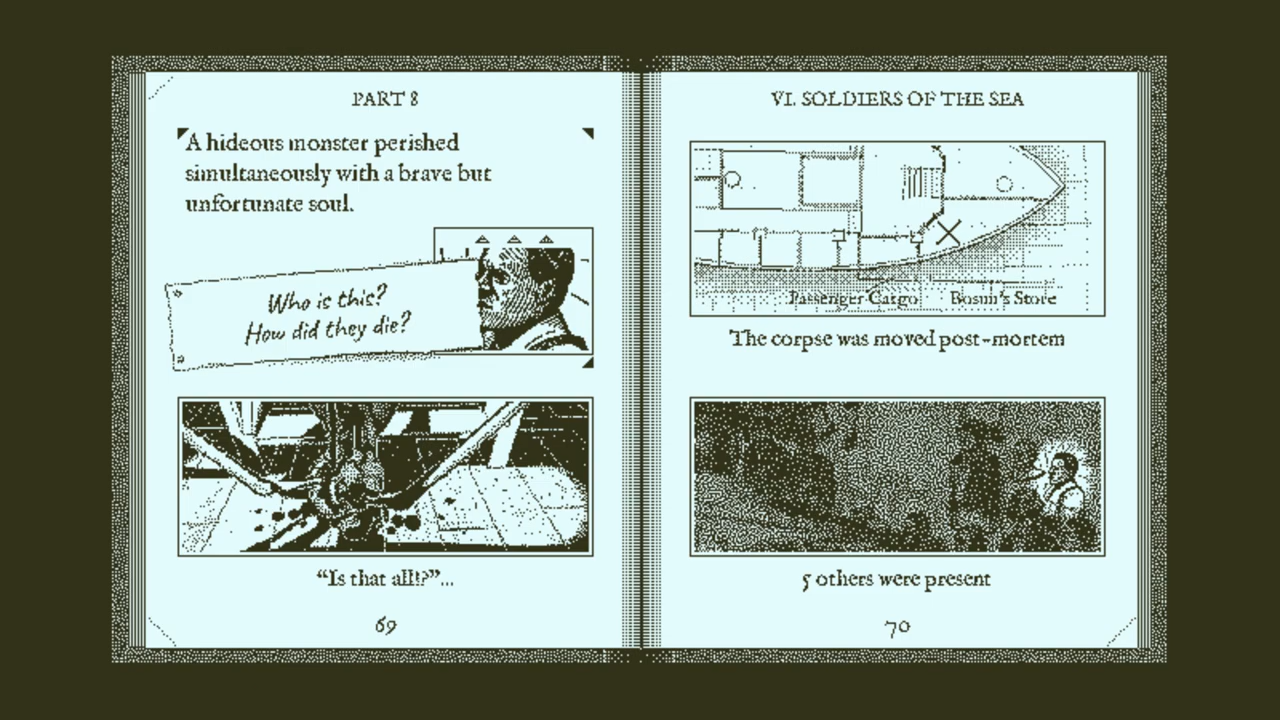 PART 8
A hideous monster perished
simultaneously with a brave but
unfortunate soul.
Who is this?
How did they die?
"Is that all!?"...
69
VI. SOLDIERS OF THE SEA
Passenger Cargo
Bosun's Store
The corpse was moved post-mortem
5 others were present
70